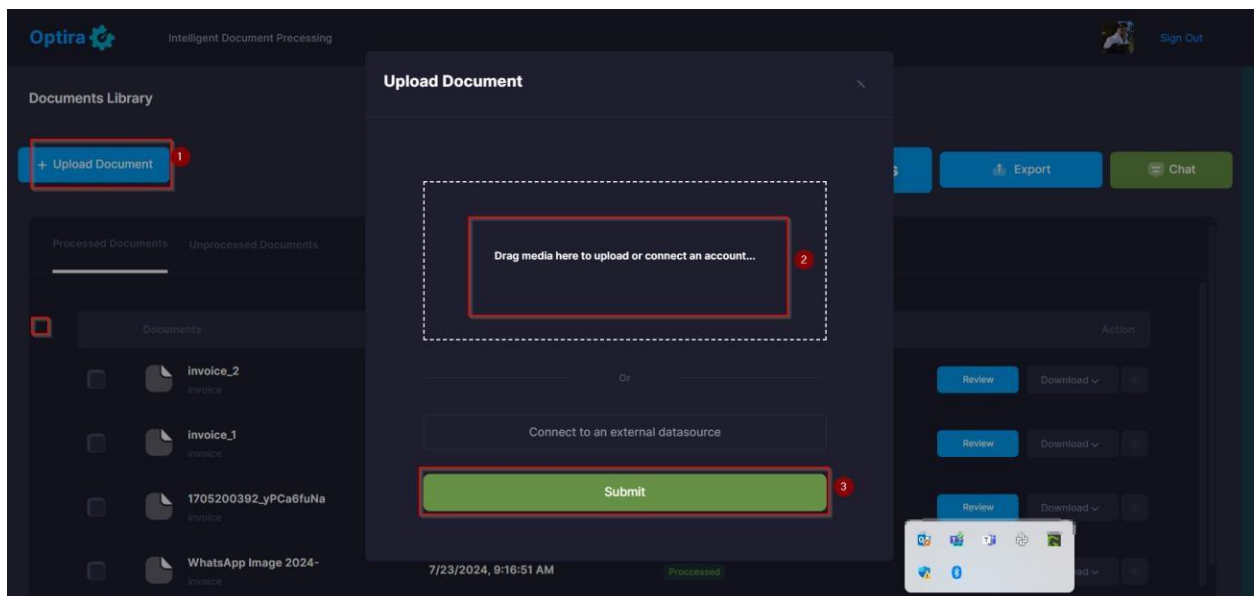 Optira
Intelligent Document Precessing
Sign Out
Upload Document
Documents Library
+ Upload Document
1
s
Export
Chat
Processed Documents
Unprocessed Documents
Drag media here to upload or connect an account...
2
Documents
Action
Or
invoice_2
invoice
Review
Download
Connect to an external datasource
invoice_1
invoice
Review
Download
Submit
3
1705200392_yPCa6fuNa
invoice
Review
Download
WhatsApp Image 2024-
invoice
7/23/2024, 9:16:51 AM
Proccessed
ad